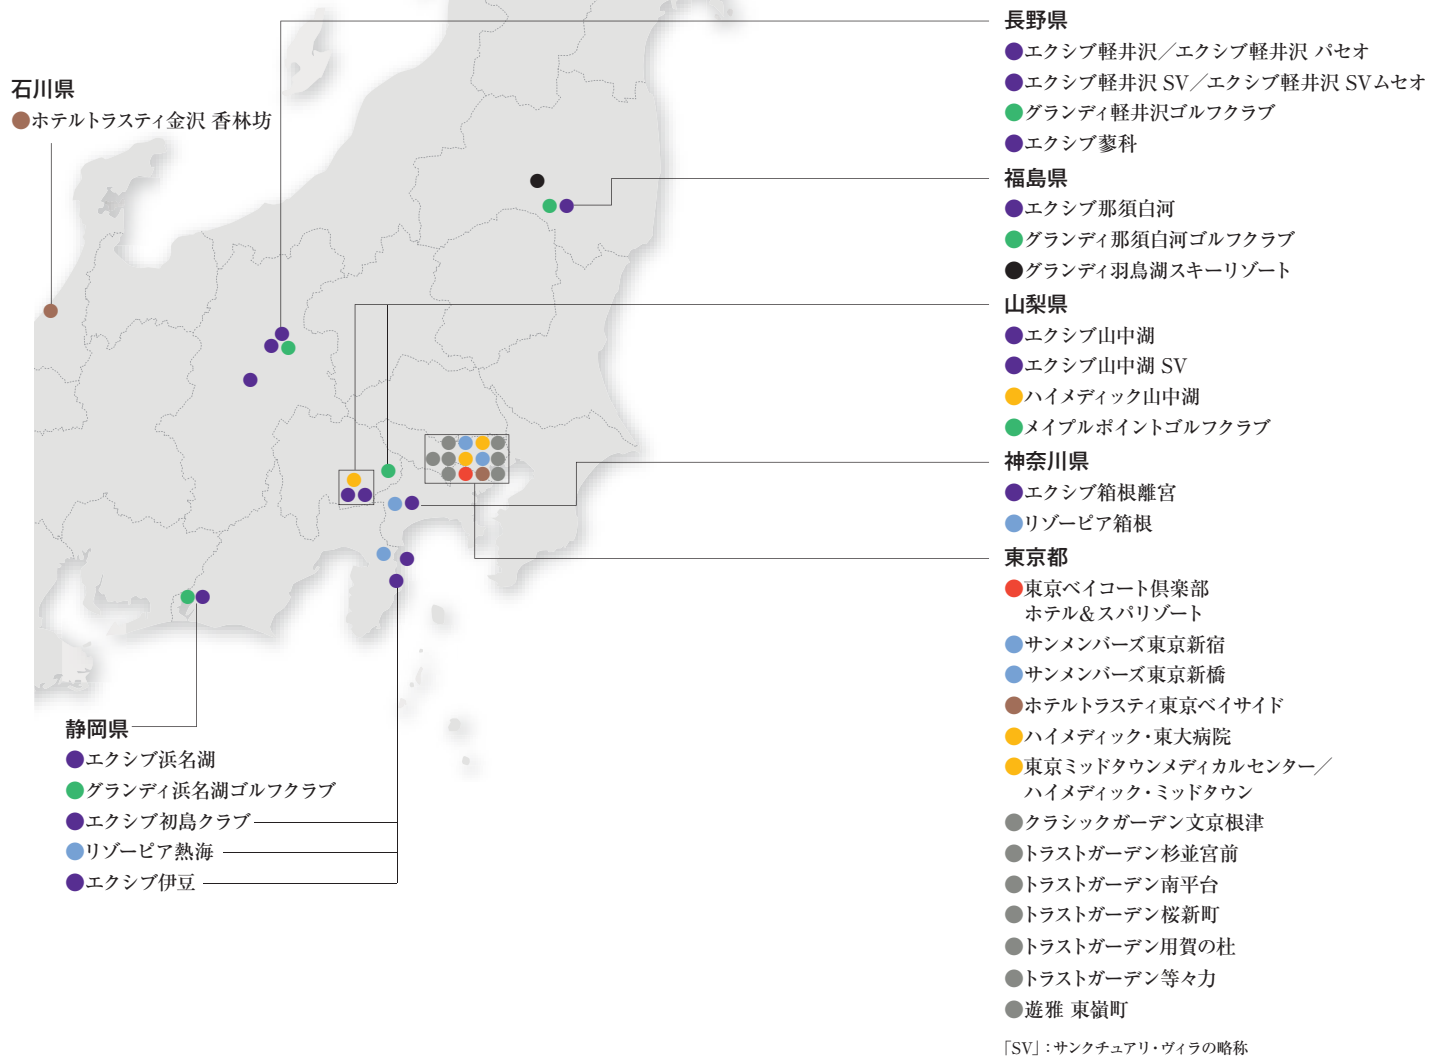 石川県
ホテルトラスティ金沢 香林坊
長野県
エクシブ軽井沢／エクシブ軽井沢 パセオ
エクシブ軽井沢 SV／エクシブ軽井沢 SVムセオ
グランディ軽井沢ゴルフクラブ
エクシブ蓼科
福島県
エクシブ那須白河
グランディ那須白河ゴルフクラブ
グランディ羽鳥湖スキーリゾート
山梨県
エクシブ山中湖
エクシブ山中湖 SV
ハイメディック山中湖
メイプルポイントゴルフクラブ
神奈川県
エクシブ箱根離宮
リゾーピア箱根
東京都
東京ベイコート倶楽部
ホテル＆スパリゾート
サンメンバーズ東京新宿
サンメンバーズ東京新橋
ホテルトラスティ東京ベイサイド
ハイメディック・東大病院
東京ミッドタウンメディカルセンター／
ハイメディック・ミッドタウン
クラシックガーデン文京根津
トラストガーデン杉並宮前
トラストガーデン南平台
トラストガーデン桜新町
トラストガーデン用賀の杜
トラストガーデン等々力
遊雅 東嶺町
「SV」：サンクチュアリ・ヴィラの略称
静岡県
エクシブ浜名湖
グランディ浜名湖ゴルフクラブ
エクシブ初島クラブ
リゾーピア熱海
エクシブ伊豆